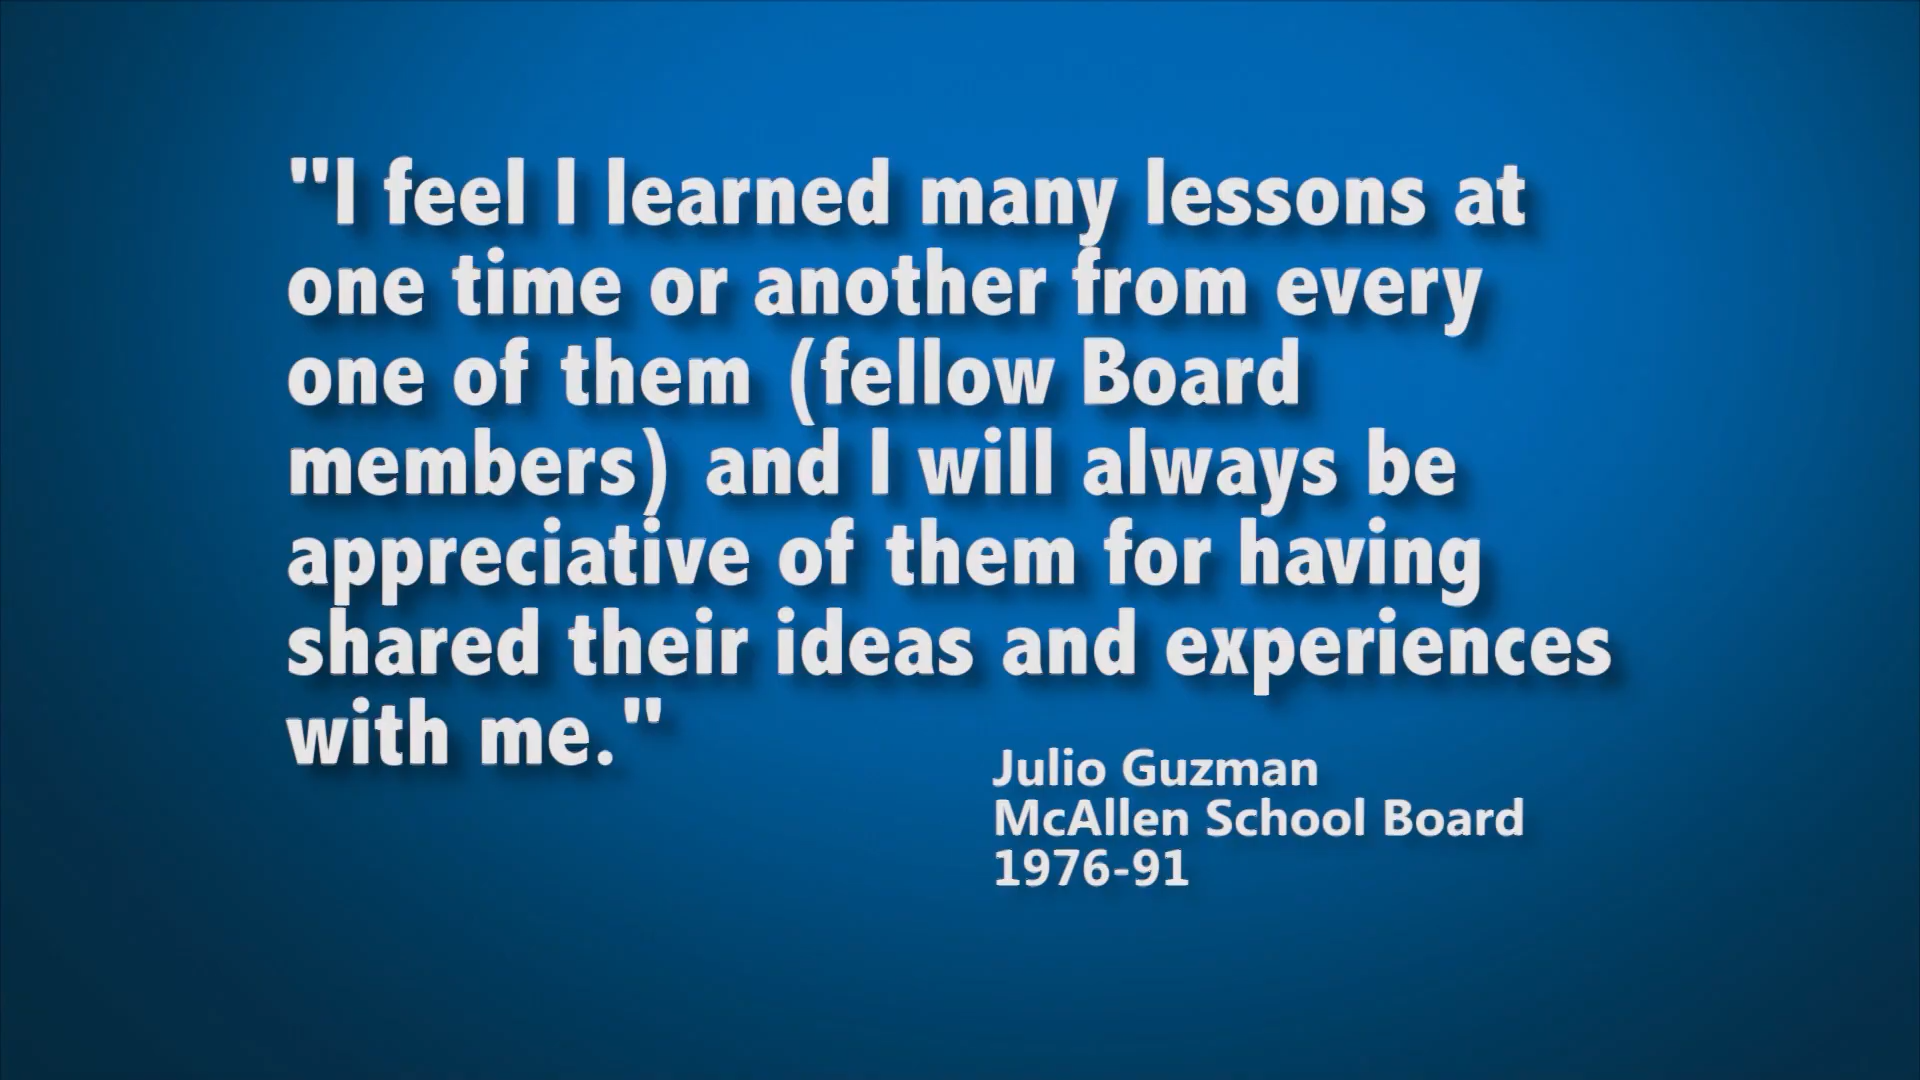 "I feel I learned many lessons at
one time or another from every
one of them (fellow Board
members) and I will always be
appreciative of them for having
shared their ideas and experiences
with me."
Julio Guzman
McAllen School Board
1976-91